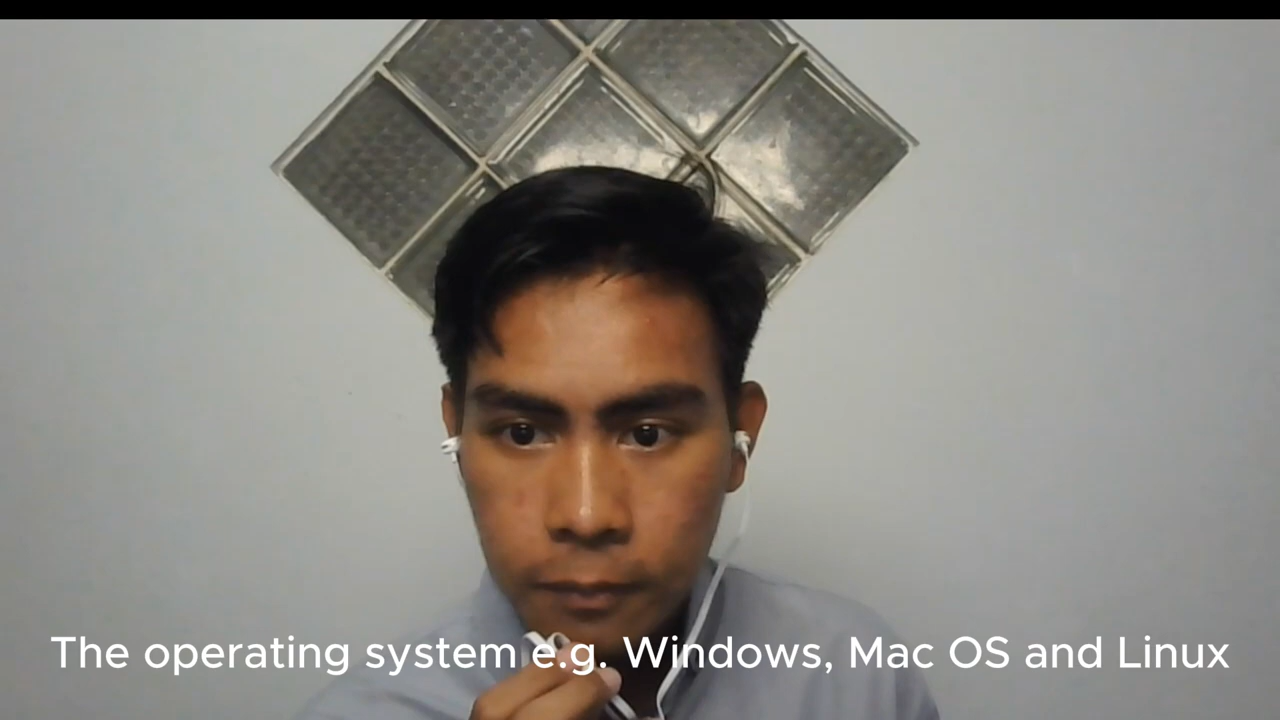 The operating system e.g. Windows, Mac OS and Linux